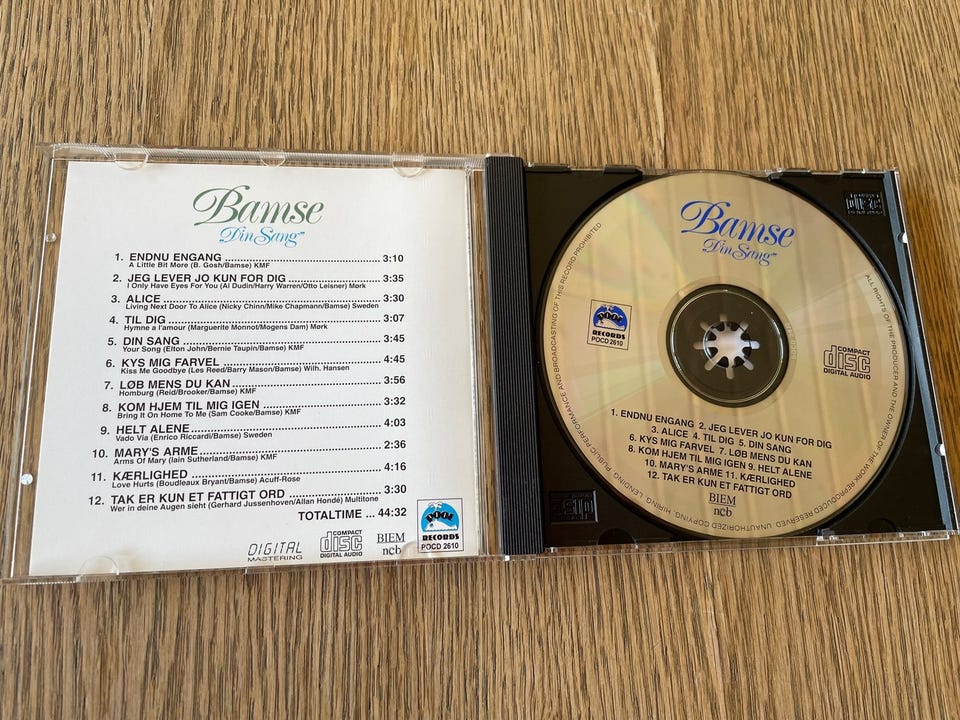 Bamse
"Din Sang"
1. ENDNU ENGANG ........ 3:10
A Little Bit More (B. Gosh/Bamse) KMF
2. JEG LEVER JO KUN FOR DIG ........ 3:35
I Only Have Eyes For You (Al Dudin/Harry Warren/Otto Leisner) Mørk
3. ALICE ........ 3:30
Living Next Door To Alice (Nicky Chinn/Mike Chapmann/Bamse) Sweden
4. TIL DIG ........ 3:07
Hymne a l'amour (Marguerite Monnot/Mogens Dam) Mørk
5. DIN SANG ........ 3:45
Your Song (Elton John/Bernie Taupin/Bamse) KMF
6. KYS MIG FARVEL ........ 4:45
Kiss Me Goodbye (Les Reed/Barry Mason/Bamse) Wilh. Hansen
7. LØB MENS DU KAN ........ 3:56
Homburg (Reid/Brooker/Bamse) KMF
8. KOM HJEM TIL MIG IGEN ........ 3:32
Bring It On Home To Me (Sam Cooke/Bamse) KMF
9. HELT ALENE ........ 4:03
Vado Via (Enrico Riccardi/Bamse) Sweden
10. MARY'S ARME ........ 2:36
Arms Of Mary (Iain Sutherland/Bamse) KMF
11. KÆRLIGHED ........ 4:16
Love Hurts (Boudleaux Bryant/Bamse) Acuff-Rose
12. TAK ER KUN ET FATTIGT ORD ........ 3:30
Wer in deine Augen sieht (Gerhard Jussenhoven/Allan Hondé) Multitone
TOTALTIME ... 44:32
DIGITAL
MASTERING
COMPACT
disc
DIGITAL AUDIO
BIEM
ncb
POOL
RECORDS
POCD 2610
Bamse
"Din Sang"
POOL
RECORDS
POCD 2610
COMPACT
disc
DIGITAL AUDIO
1. ENDNU ENGANG 2. JEG LEVER JO KUN FOR DIG
3. ALICE 4. TIL DIG 5. DIN SANG
6. KYS MIG FARVEL 7. LØB MENS DU KAN
8. KOM HJEM TIL MIG IGEN 9. HELT ALENE
10. MARY'S ARME 11. KÆRLIGHED
12. TAK ER KUN ET FATTIGT ORD
BIEM
ncb
ALL RIGHTS OF THE PRODUCER AND THE OWNER OF THE WORK REPRODUCED RESERVED UNAUTHORIZED COPYING, HIRING, LENDING, PUBLIC PERFORMANCE AND BROADCASTING OF THIS RECORD PROHIBITED
disc
disc